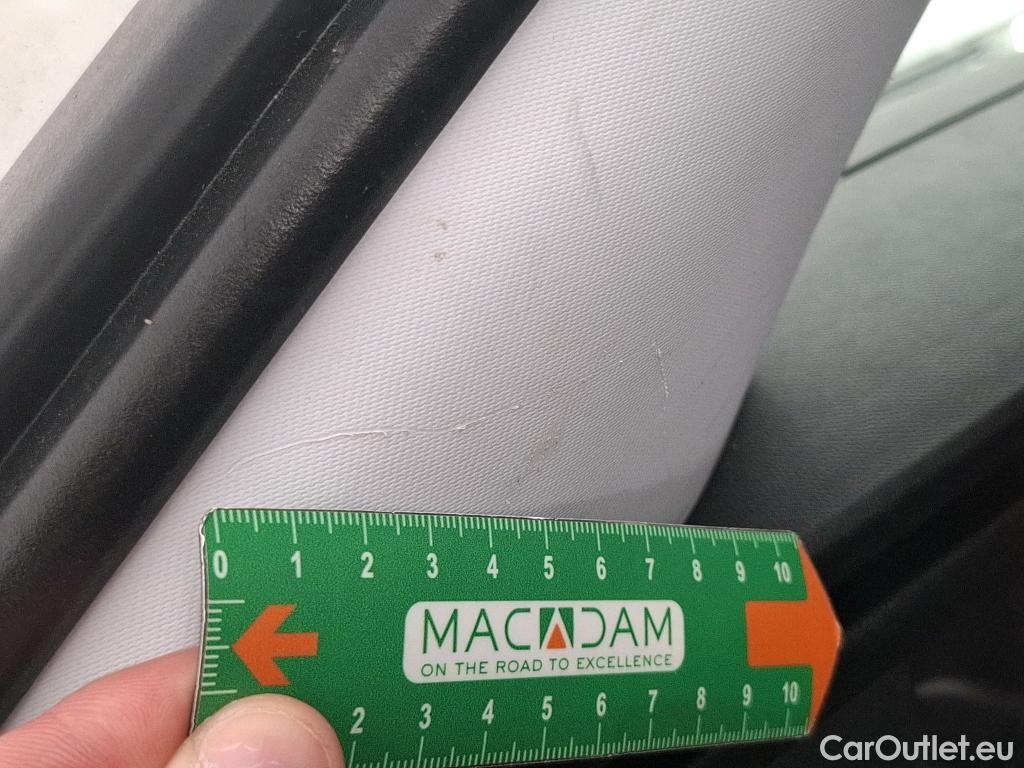 0 1 2 3 4 5 6 7 8 9 10
MACADAM
ON THE ROAD TO EXCELLENCE
2 3 4 5 6 7 8 9 10
CarOutlet.eu